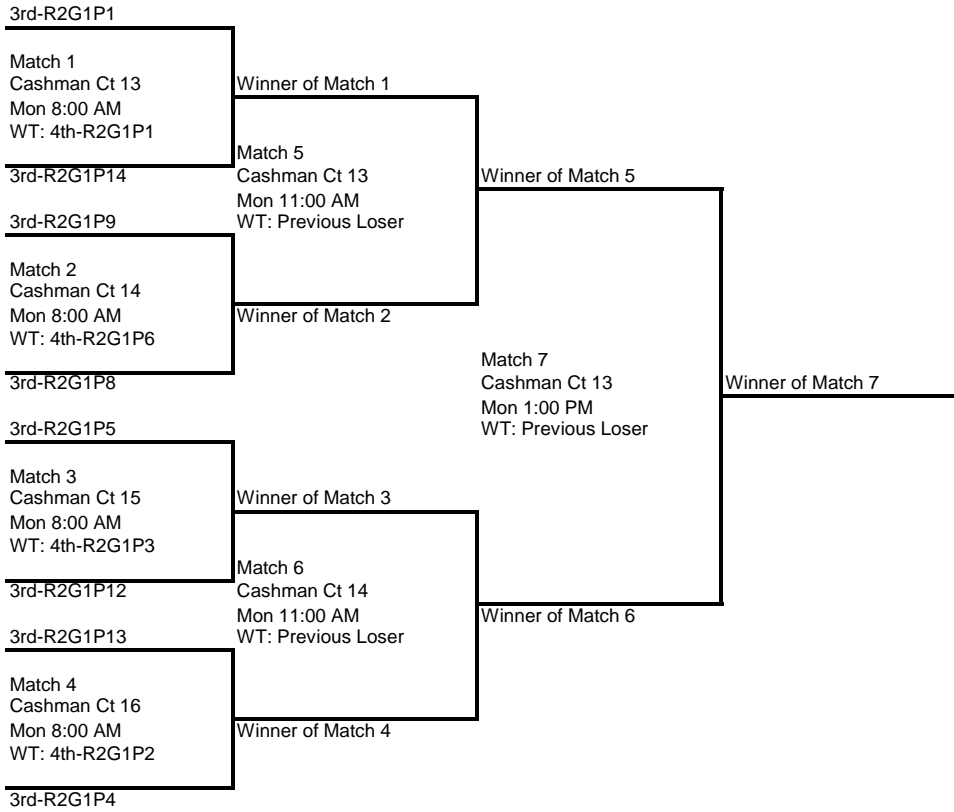 3rd-R2G1P1
Match 1
Cashman Ct 13
Mon 8:00 AM
WT: 4th-R2G1P1
3rd-R2G1P14
Winner of Match 1
Match 5
Cashman Ct 13
Mon 11:00 AM
WT: Previous Loser
3rd-R2G1P9
Match 2
Cashman Ct 14
Mon 8:00 AM
WT: 4th-R2G1P6
3rd-R2G1P8
Winner of Match 2
Winner of Match 5
Match 7
Cashman Ct 13
Mon 1:00 PM
WT: Previous Loser
Winner of Match 7
3rd-R2G1P5
Match 3
Cashman Ct 15
Mon 8:00 AM
WT: 4th-R2G1P3
3rd-R2G1P12
Winner of Match 3
Match 6
Cashman Ct 14
Mon 11:00 AM
WT: Previous Loser
Winner of Match 6
3rd-R2G1P13
Match 4
Cashman Ct 16
Mon 8:00 AM
WT: 4th-R2G1P2
3rd-R2G1P4
Winner of Match 4